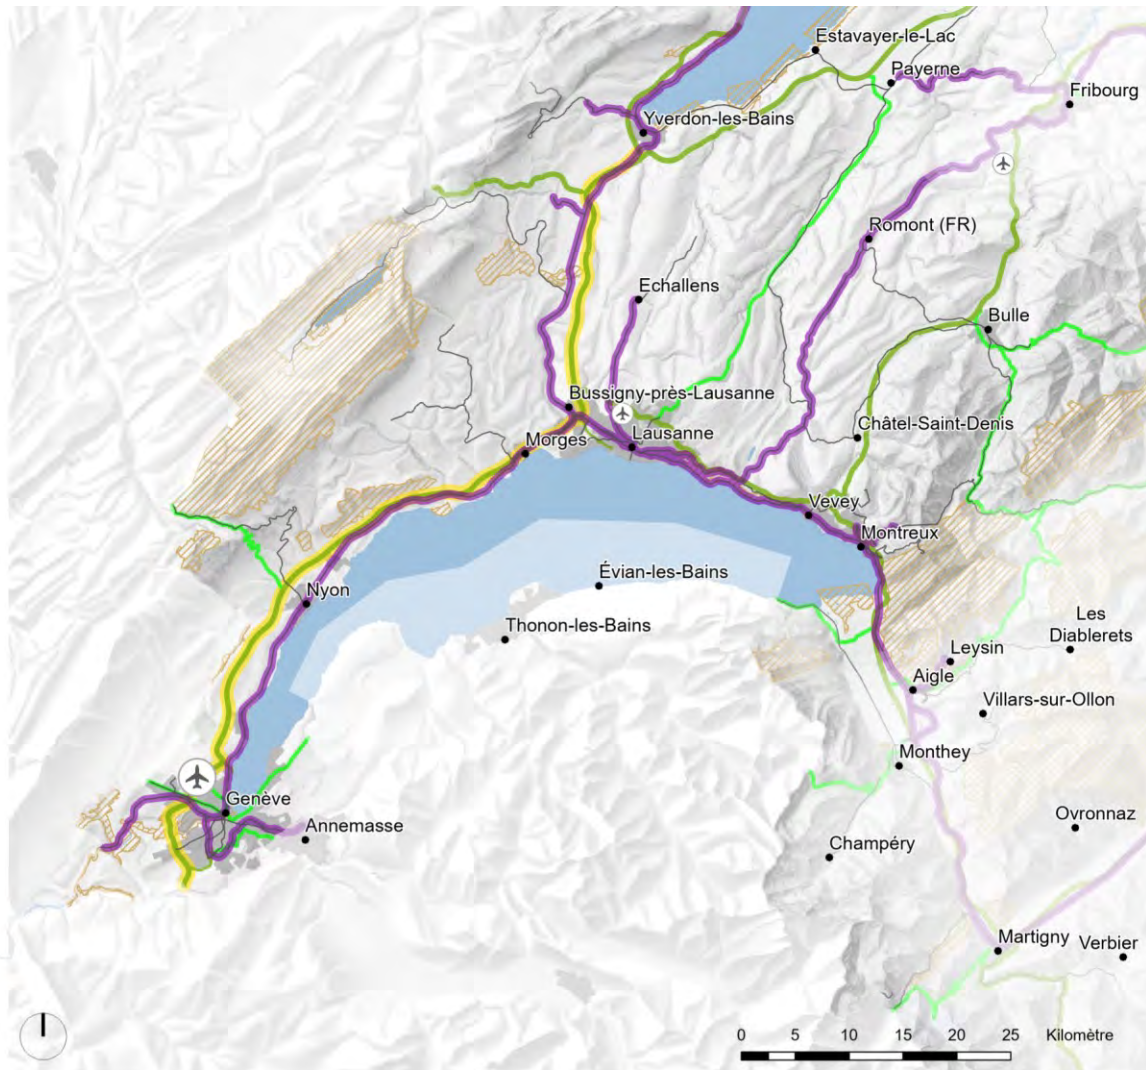 Estavayer-le-Lac
Payerne
Fribourg
Yverdon-les-Bains
Romont (FR)
Echallens
Bulle
Bussigny-près-Lausanne
Châtel-Saint-Denis
Lausanne
Morges
Vevey
Montreux
Évian-les-Bains
Nyon
Thonon-les-Bains
Les
Diablerets
Leysin
Aigle
Villars-sur-Ollon
Monthey
Genève
Annemasse
Ovronnaz
Champéry
Martigny
Verbier
0 5 10 15 20 25 Kilomètre